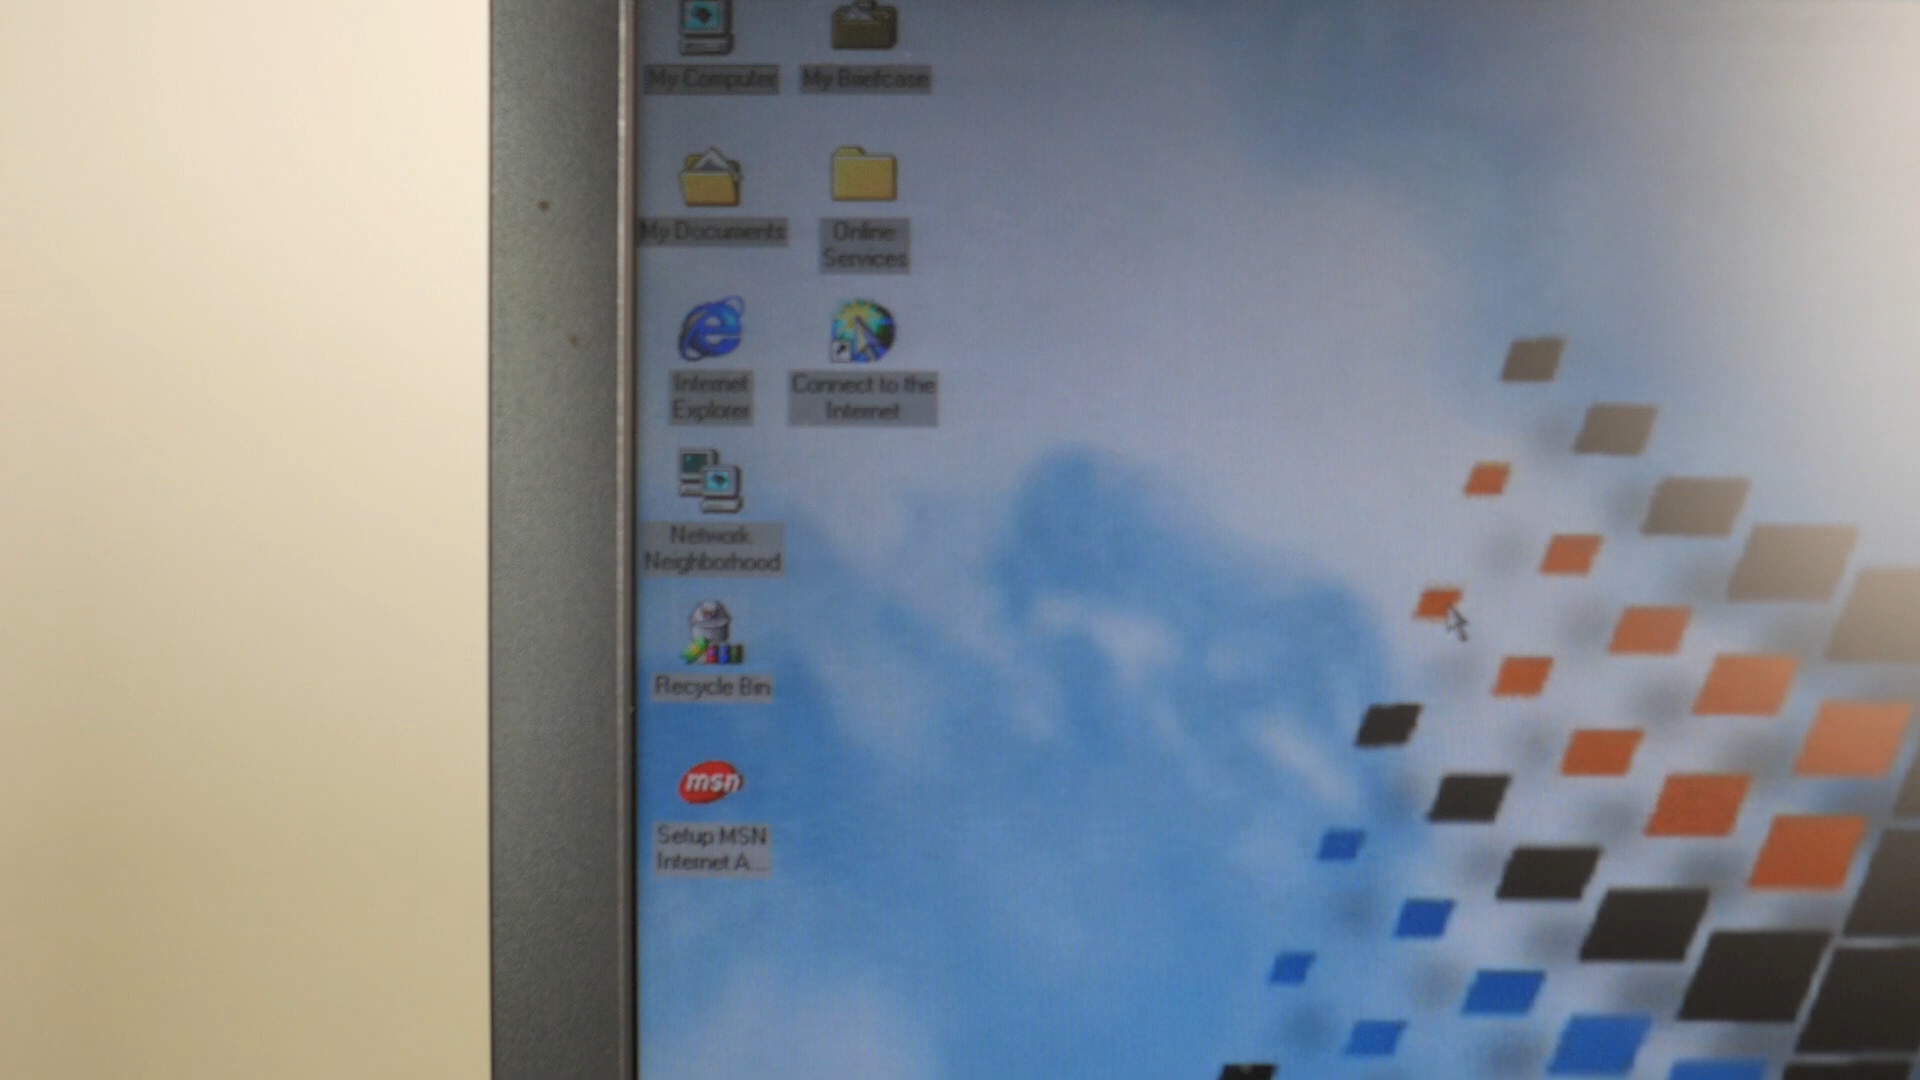 My Computer
My Briefcase
My Documents
Online
Services
Internet
Explorer
Connect to the
Internet
Network
Neighborhood
Recycle Bin
msn
Setup MSN
Internet A...